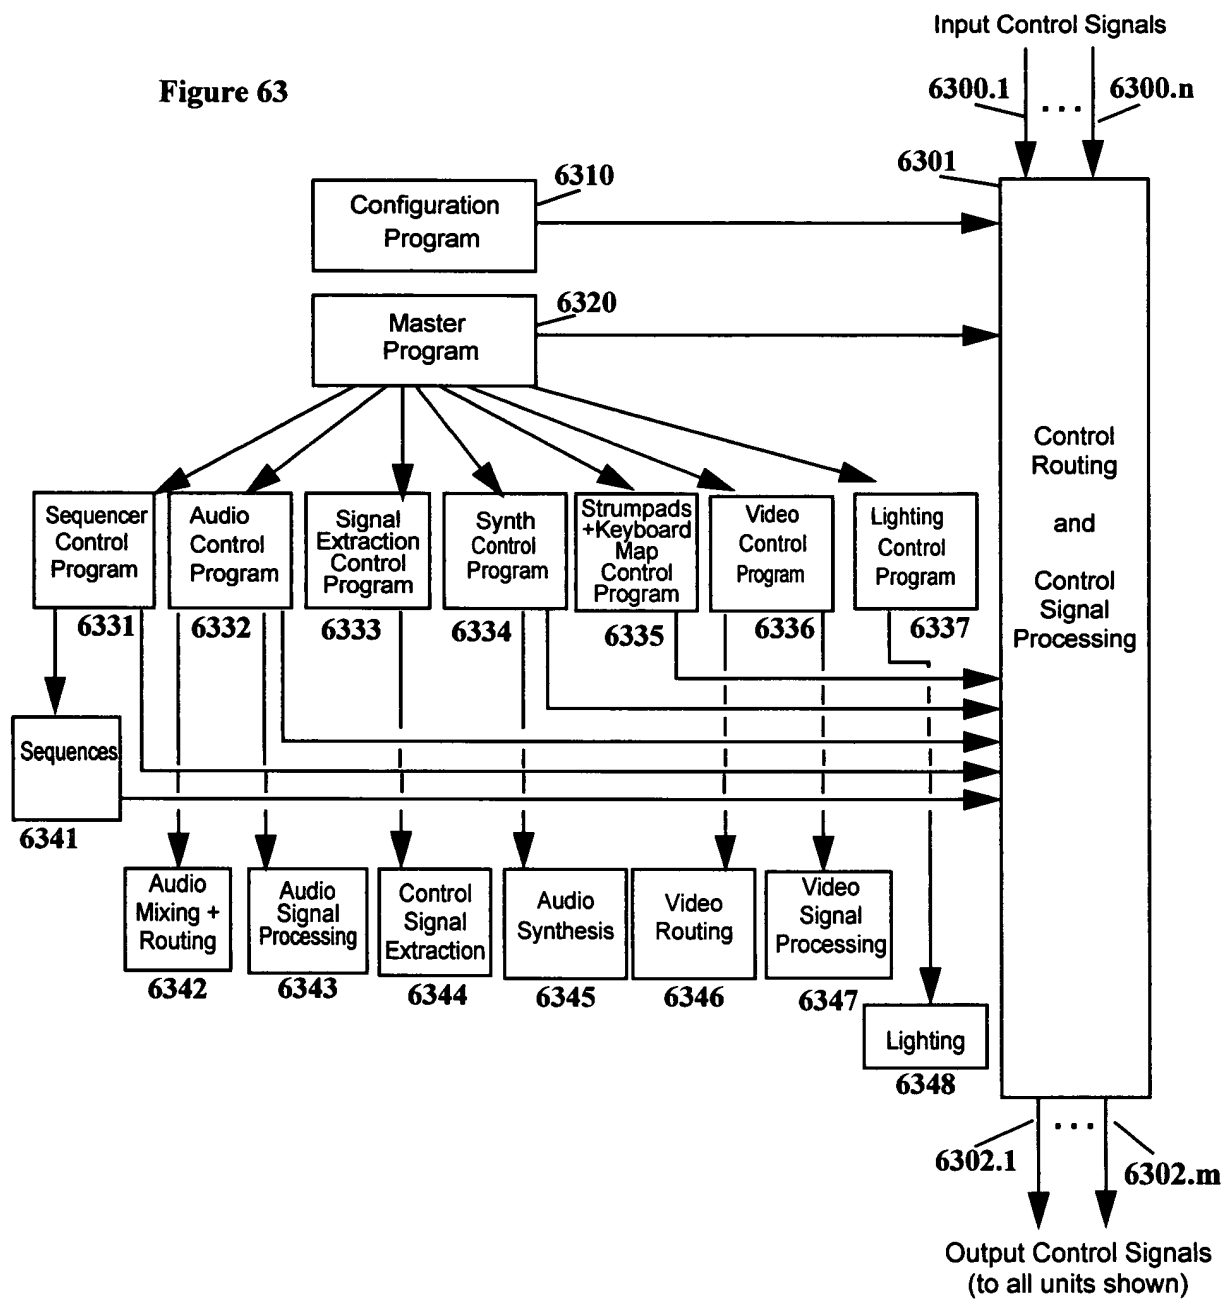 Input Control Signals
Figure 63
6300.1
...
6300.n
6301
6310
Configuration
Program
6320
Master
Program
Control
Routing
and
Control
Signal
Processing
Sequencer
Control
Program
Audio
Control
Program
Signal
Extraction
Control
Program
Synth
Control
Program
Strumpads
+Keyboard
Map
Control
Program
Video
Control
Program
Lighting
Control
Program
6331
6332
6333
6334
6335
6336
6337
Sequences
6341
Audio
Mixing +
Routing
Audio
Signal
Processing
Control
Signal
Extraction
Audio
Synthesis
Video
Routing
Video
Signal
Processing
6342
6343
6344
6345
6346
6347
Lighting
6348
6302.1
...
6302.m
Output Control Signals
(to all units shown)